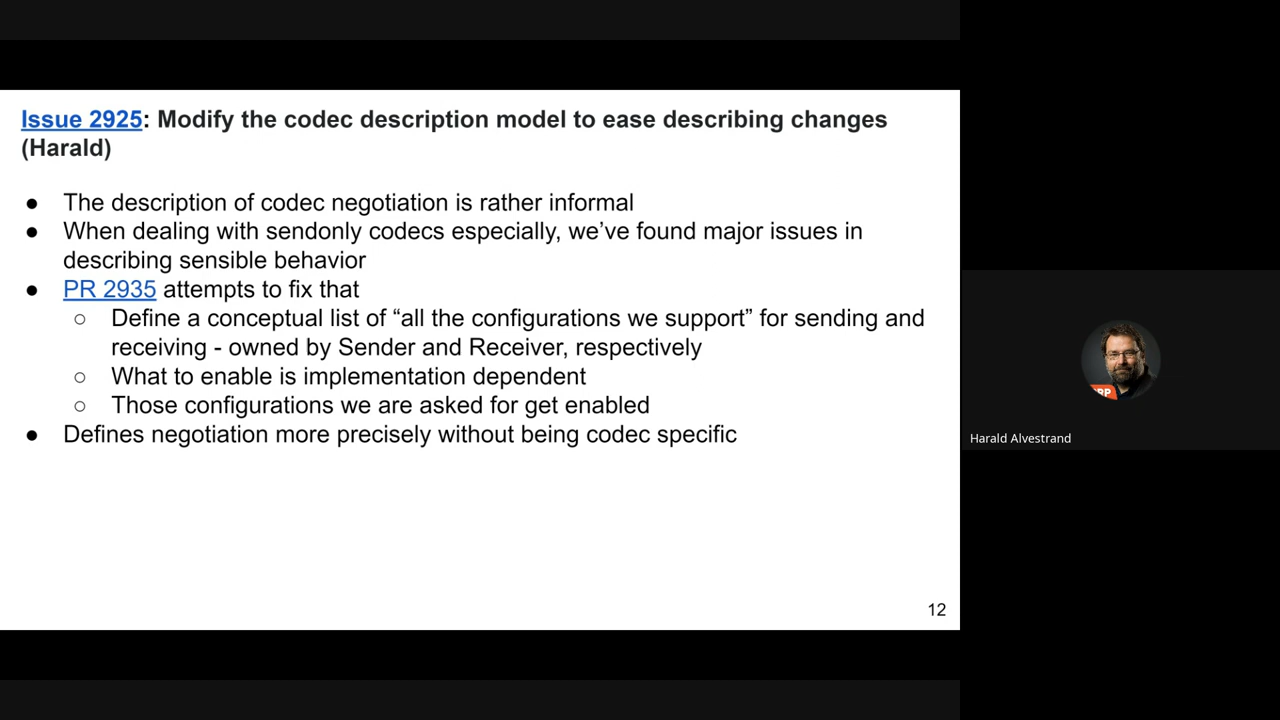 Issue 2925: Modify the codec description model to ease describing changes
(Harald)
● The description of codec negotiation is rather informal
● When dealing with sendonly codecs especially, we’ve found major issues in
describing sensible behavior
● PR 2935 attempts to fix that
○ Define a conceptual list of “all the configurations we support” for sending and
receiving - owned by Sender and Receiver, respectively
○ What to enable is implementation dependent
○ Those configurations we are asked for get enabled
● Defines negotiation more precisely without being codec specific
12
Harald Alvestrand